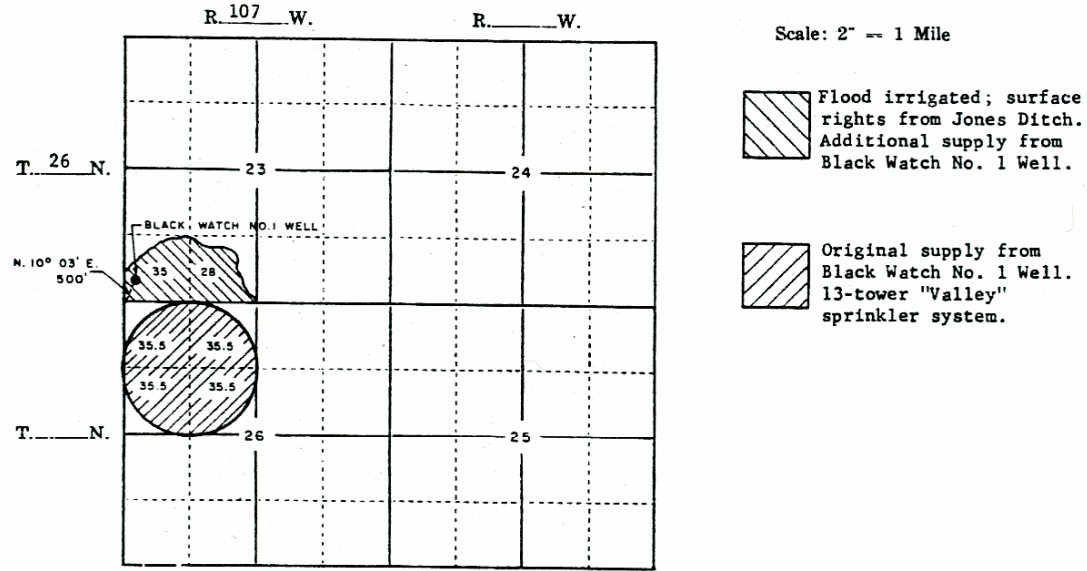 R. 107 W.
R. W.
Scale: 2" = 1 Mile
Flood irrigated; surface
rights from Jones Ditch.
Additional supply from
Black Watch No. 1 Well.
T. 26 N.
23
24
BLACK WATCH NO.1 WELL
N. 10° 03' E.
500'
35
28
Original supply from
Black Watch No. 1 Well.
13-tower "Valley"
sprinkler system.
35.5
35.5
35.5
35.5
T. N.
26
25